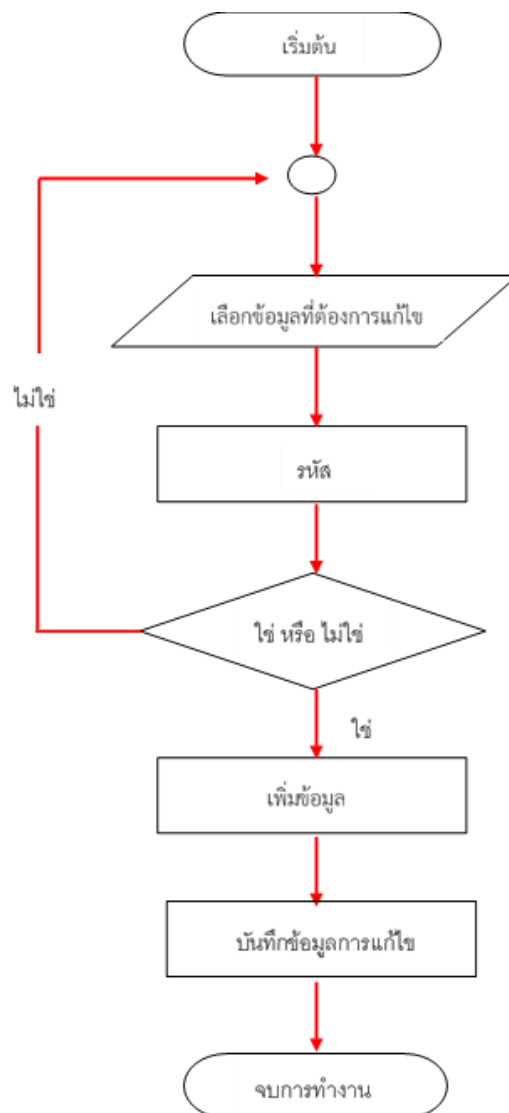 เริ่มต้น
เลือกข้อมูลที่ต้องการแก้ไข
ไม่ใช่
รหัส
ใช่ หรือ ไม่ใช่
ใช่
เพิ่มข้อมูล
บันทึกข้อมูลการแก้ไข
จบการทำงาน